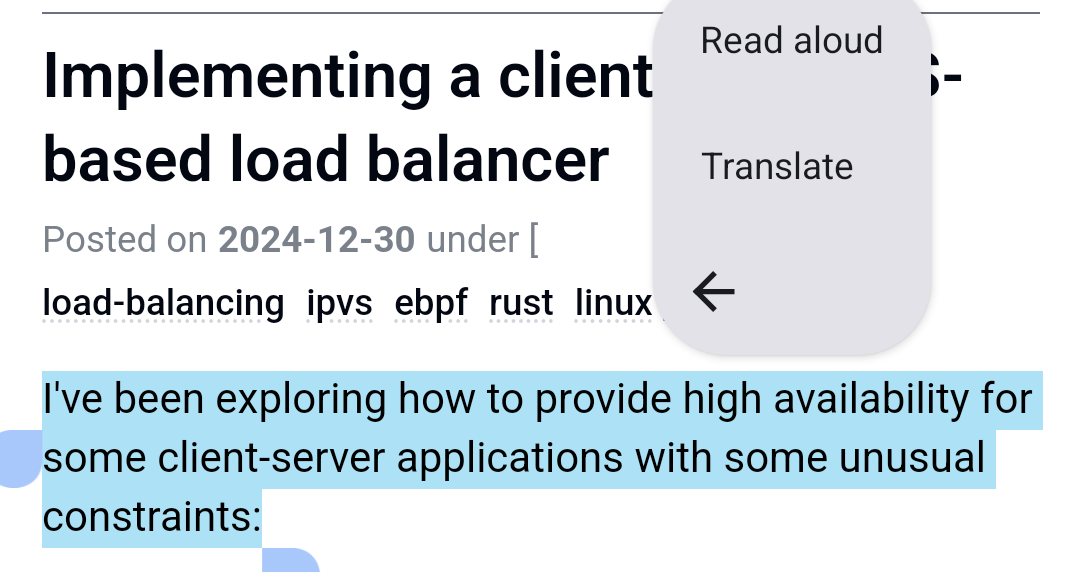 Read aloud
Implementing a client S-
based load balancer
Translate
Posted on 2024-12-30 under [
load-balancing ipvs ebpf rust linux
I've been exploring how to provide high availability for
some client-server applications with some unusual
constraints: